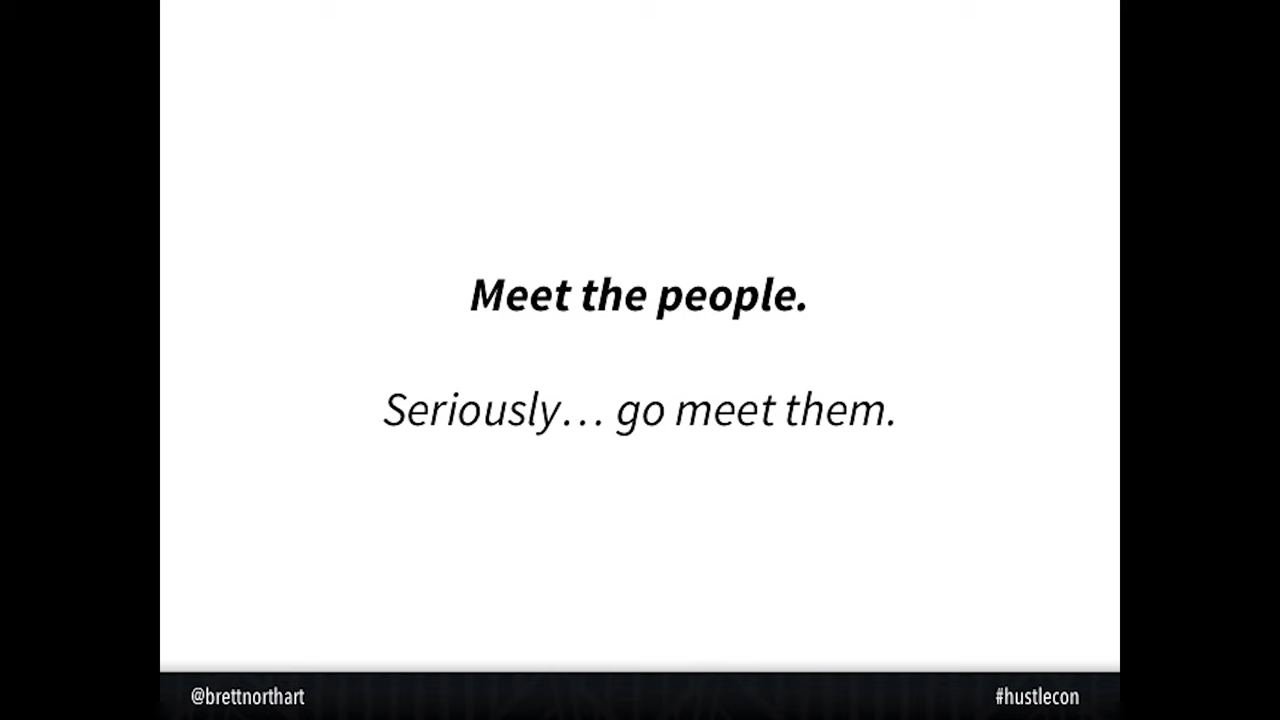 Meet the people.
Seriously… go meet them.
@brettnorthart
#hustlecon